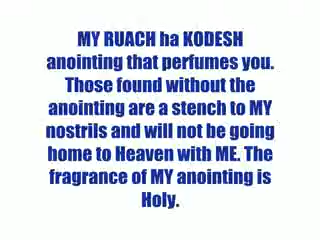 MY RUACH ha KODESH
anointing that perfumes you.
Those found without the
anointing are a stench to MY
nostrils and will not be going
home to Heaven with ME. The
fragrance of MY anointing is
Holy.